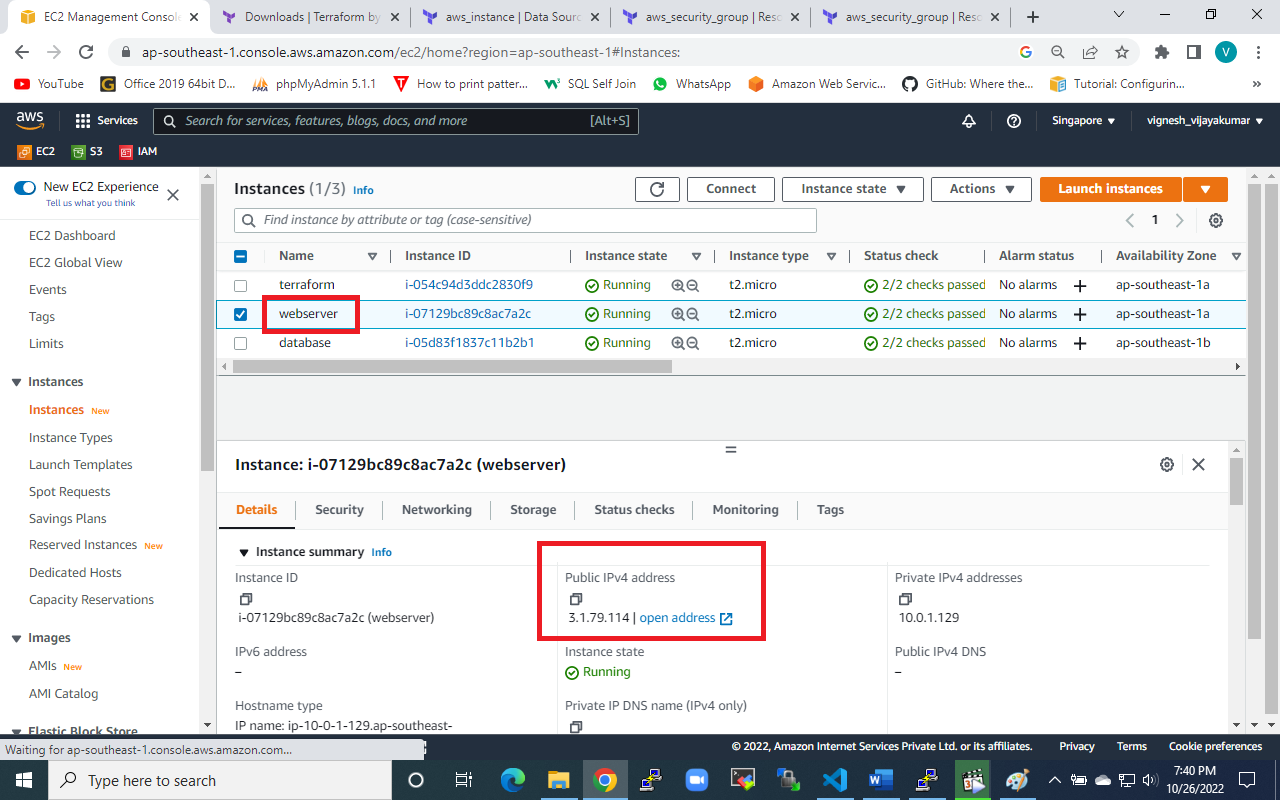 EC2 Management Console
Downloads | Terraform by
aws_instance | Data Sourc
aws_security_group | Reso
aws_security_group | Reso
ap-southeast-1.console.aws.amazon.com/ec2/home?region=ap-southeast-1#Instances:
V
YouTube
Office 2019 64bit D...
phpMyAdmin 5.1.1
How to print patter...
SQL Self Join
WhatsApp
Amazon Web Servic...
GitHub: Where the...
Tutorial: Configurin...
»
aws
Services
Search for services, features, blogs, docs, and more
[Alt+S]
Singapore
vignesh_vijayakumar
EC2
S3
IAM
New EC2 Experience
Tell us what you think
EC2 Dashboard
EC2 Global View
Events
Tags
Limits
Instances
Instances New
Instance Types
Launch Templates
Spot Requests
Savings Plans
Reserved Instances New
Dedicated Hosts
Capacity Reservations
Images
AMIs New
AMI Catalog
Elastic Block Store
Instances (1/3) Info
Connect
Instance state
Actions
Launch instances
Find instance by attribute or tag (case-sensitive)
1
Name Instance ID Instance state Instance type Status check Alarm status Availability Zone
terraform i-054c94d3ddc2830f9 Running t2.micro 2/2 checks passed No alarms + ap-southeast-1a
webserver i-07129bc89c8ac7a2c Running t2.micro 2/2 checks passed No alarms + ap-southeast-1a
database i-05d83f1837c11b2b1 Running t2.micro 2/2 checks passed No alarms + ap-southeast-1b
Instance: i-07129bc89c8ac7a2c (webserver)
Details Security Networking Storage Status checks Monitoring Tags
Instance summary Info
Instance ID
i-07129bc89c8ac7a2c (webserver)
Public IPv4 address
3.1.79.114 | open address
Private IPv4 addresses
10.0.1.129
IPv6 address
–
Instance state
Running
Public IPv4 DNS
–
Hostname type
IP name: ip-10-0-1-129.ap-southeast-
Private IP DNS name (IPv4 only)
Waiting for ap-southeast-1.console.aws.amazon.com...
© 2022, Amazon Internet Services Private Ltd. or its affiliates.
Privacy
Terms
Cookie preferences
Type here to search
7:40 PM
10/26/2022